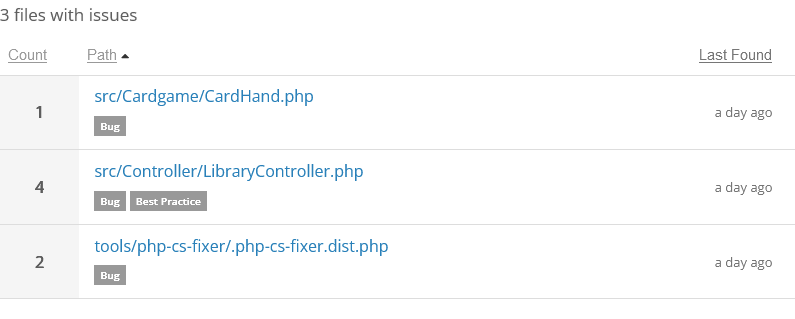 3 files with issues
Count Path Last Found
1 src/Cardgame/CardHand.php a day ago
Bug
4 src/Controller/LibraryController.php a day ago
Bug Best Practice
2 tools/php-cs-fixer/.php-cs-fixer.dist.php a day ago
Bug